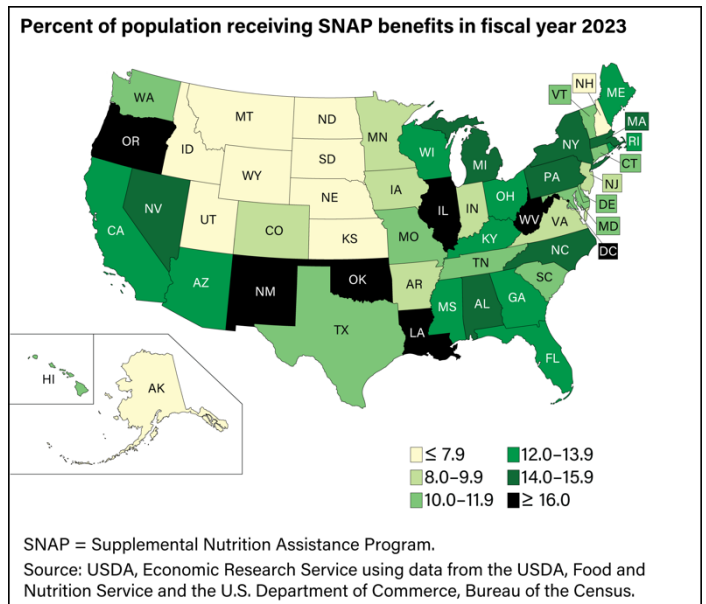 Percent of population receiving SNAP benefits in fiscal year 2023
NH
ME
VT
WA
MT
ND
MN
MA
OR
ID
SD
WI
MI
NY
RI
CT
WY
IA
PA
NJ
NE
OH
DE
NV
UT
CO
IL
IN
WV
VA
MD
CA
KS
MO
KY
DC
TN
NC
AZ
NM
OK
AR
SC
MS
AL
GA
TX
LA
FL
HI
AK
≤ 7.9
12.0–13.9
8.0–9.9
14.0–15.9
10.0–11.9
≥ 16.0
SNAP = Supplemental Nutrition Assistance Program.
Source: USDA, Economic Research Service using data from the USDA, Food and
Nutrition Service and the U.S. Department of Commerce, Bureau of the Census.